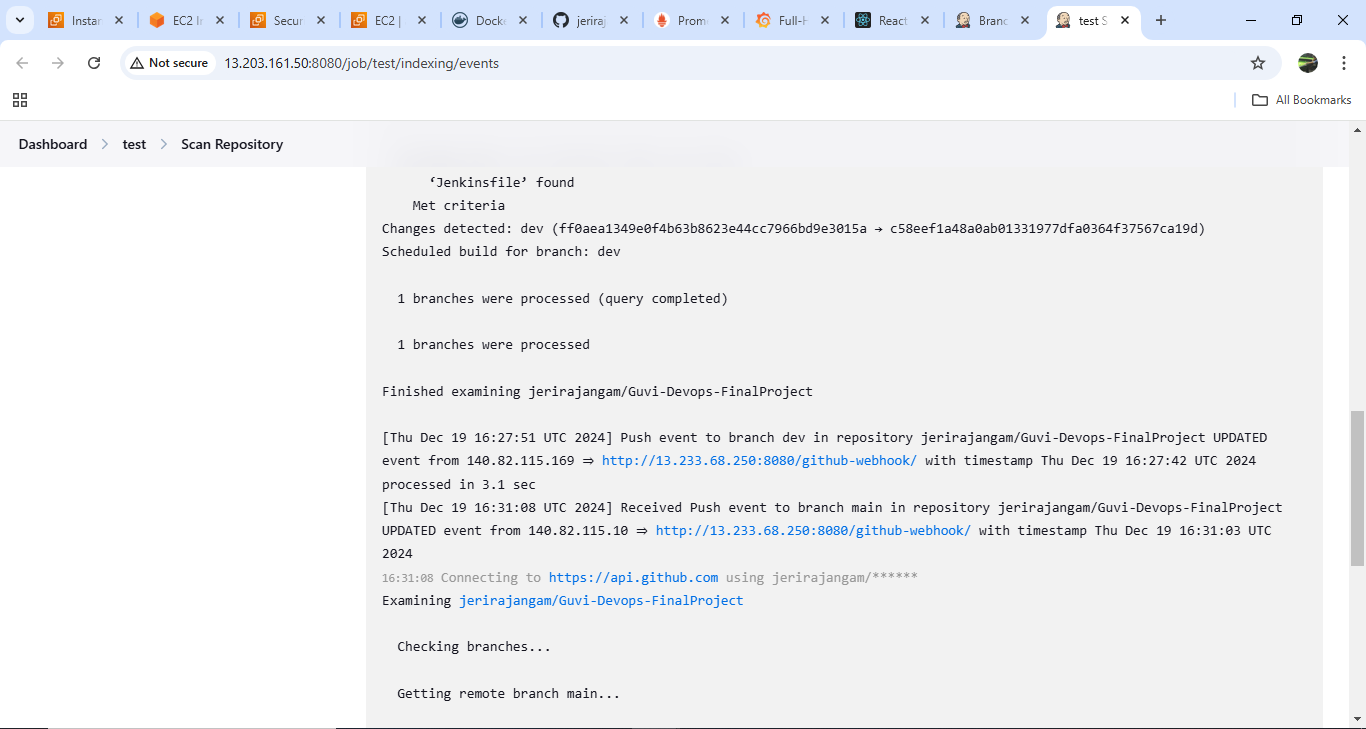 Instar
EC2 In
Secur
EC2 |
Docke
jeriraj
Prom
Full-H
React
Branc
test S
Not secure
13.203.161.50:8080/job/test/indexing/events
All Bookmarks
Dashboard
test
Scan Repository
‘Jenkinsfile’ found
Met criteria
Changes detected: dev (ff0aea1349e0f4b63b8623e44cc7966bd9e3015a → c58eef1a48a0ab01331977dfa0364f37567ca19d)
Scheduled build for branch: dev
1 branches were processed (query completed)
1 branches were processed
Finished examining jerirajangam/Guvi-Devops-FinalProject
[Thu Dec 19 16:27:51 UTC 2024] Push event to branch dev in repository jerirajangam/Guvi-Devops-FinalProject UPDATED
event from 140.82.115.169 ⇒ http://13.233.68.250:8080/github-webhook/ with timestamp Thu Dec 19 16:27:42 UTC 2024
processed in 3.1 sec
[Thu Dec 19 16:31:08 UTC 2024] Received Push event to branch main in repository jerirajangam/Guvi-Devops-FinalProject
UPDATED event from 140.82.115.10 ⇒ http://13.233.68.250:8080/github-webhook/ with timestamp Thu Dec 19 16:31:03 UTC
2024
16:31:08 Connecting to https://api.github.com using jerirajangam/******
Examining jerirajangam/Guvi-Devops-FinalProject
Checking branches...
Getting remote branch main...